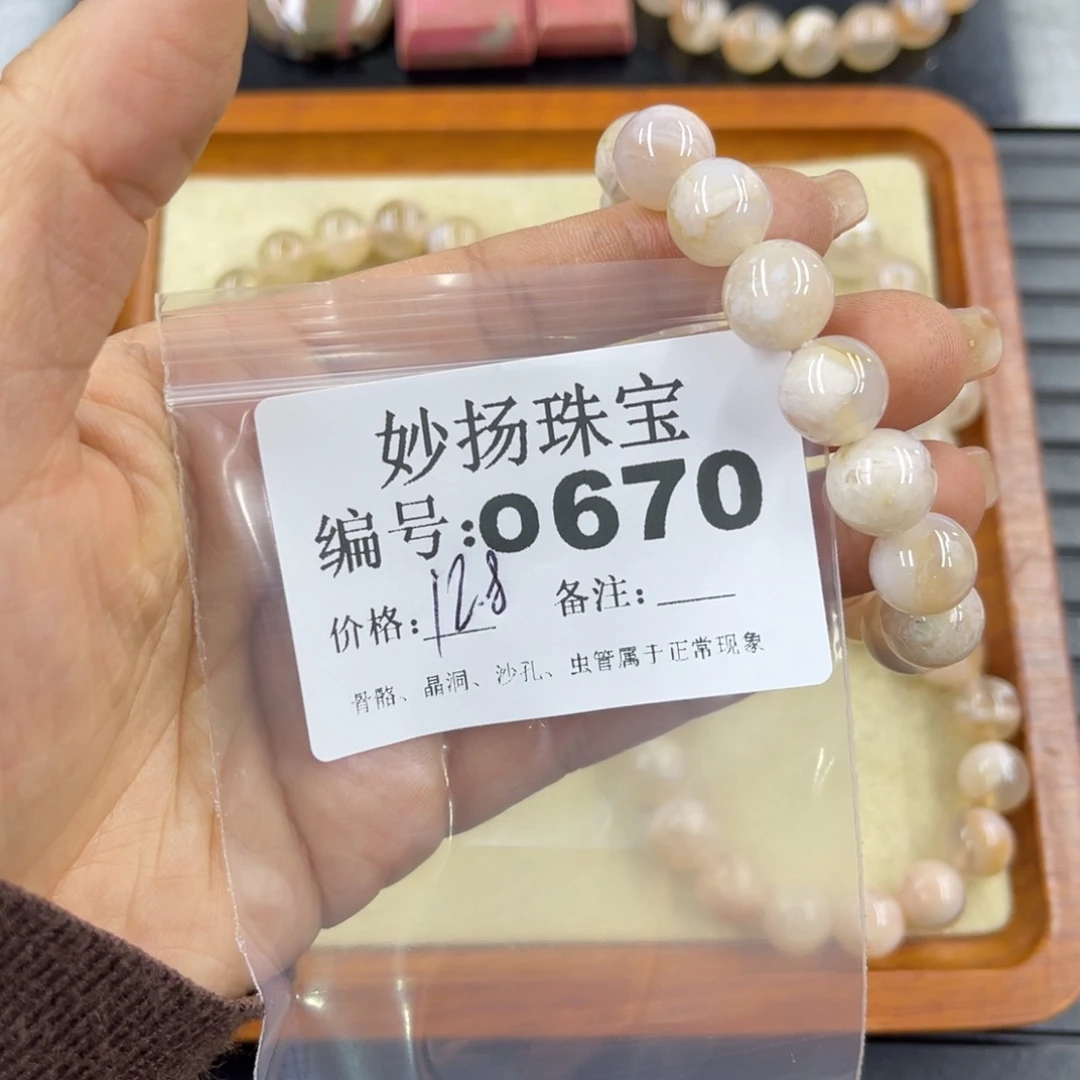 妙扬珠宝
编号:0670
价格:128 备注:____
骨骼、晶洞、沙孔、虫管属于正常现象